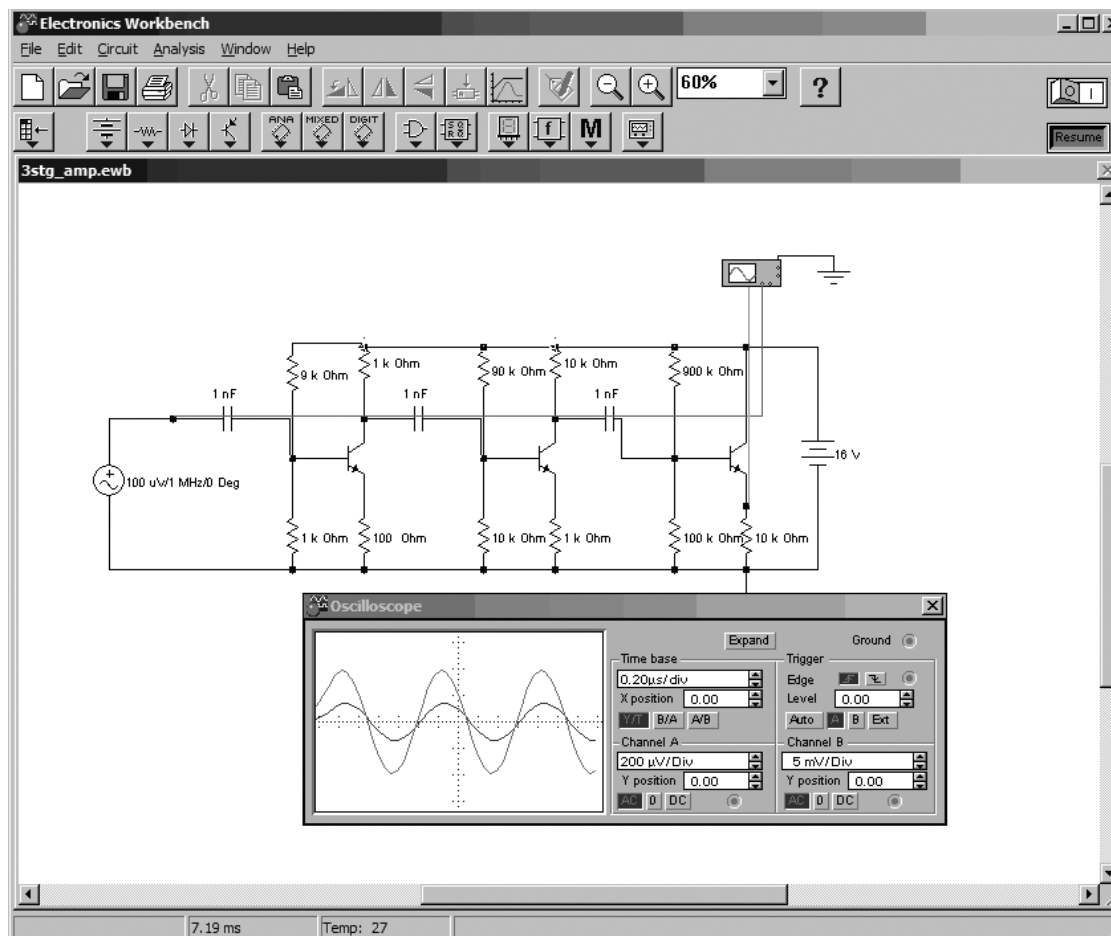 Electronics Workbench
File Edit Circuit Analysis Window Help
60%
?
ANA MIXED DIGIT
M
Resume
3stg_amp.ewb
9 k Ohm
1 k Ohm
90 k Ohm
10 k Ohm
900 k Ohm
1 nF
1 nF
1 nF
16 V
100 uV/1 MHz/0 Deg
1 k Ohm
100 Ohm
10 k Ohm
1 k Ohm
100 k Ohm
10 k Ohm
Oscilloscope
Expand
Ground
Time base
0.20µs/div
X position 0.00
Y/T B/A A/B
Trigger
Edge
Level 0.00
Auto A B Ext
Channel A
200 µV/Div
Y position 0.00
AC 0 DC
Channel B
5 mV/Div
Y position 0.00
AC 0 DC
7.19 ms
Temp: 27